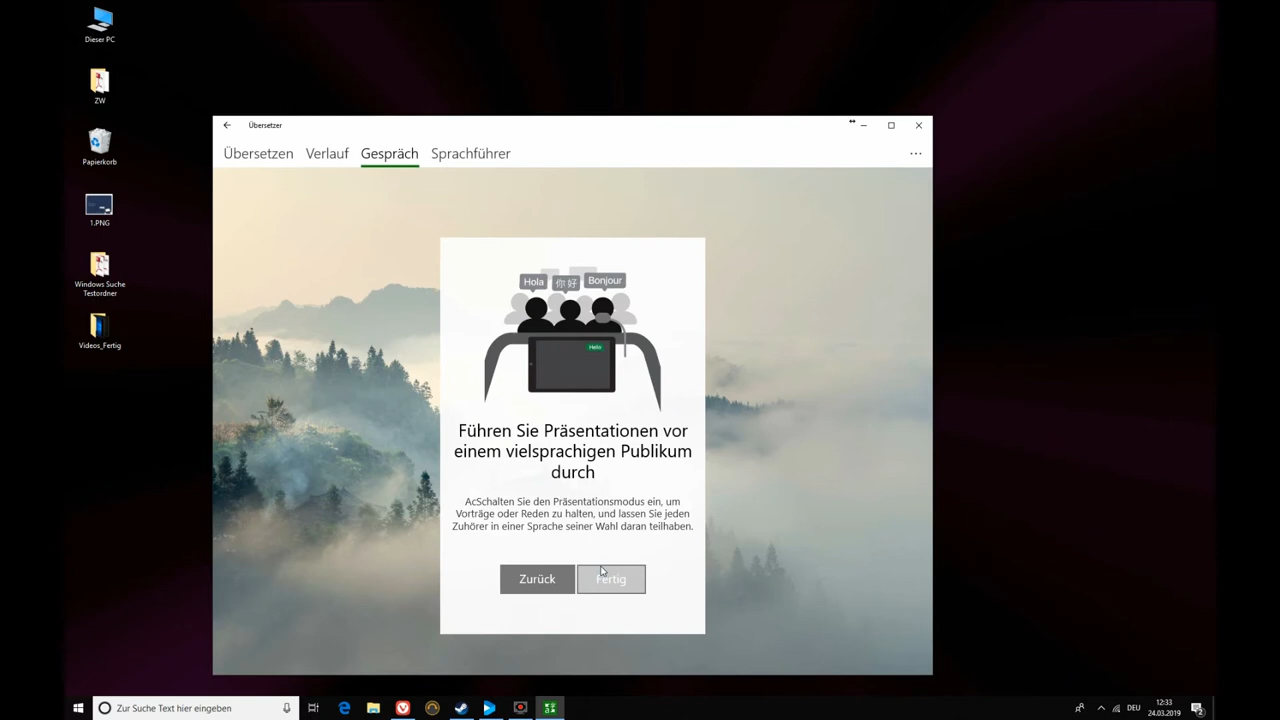 Dieser PC
ZW
Papierkorb
1.PNG
Windows Suche
Testordner
Videos_Fertig
Übersetzer
Übersetzen Verlauf Gespräch Sprachführer
Hola 你好 Bonjour
Helo
Führen Sie Präsentationen vor
einem vielsprachigen Publikum
durch
AcSchalten Sie den Präsentationsmodus ein, um
Vorträge oder Reden zu halten, und lassen Sie jeden
Zuhörer in einer Sprache seiner Wahl daran teilhaben.
Zurück Fertig
Zur Suche Text hier eingeben
DEU
12:33
24.03.2019
2